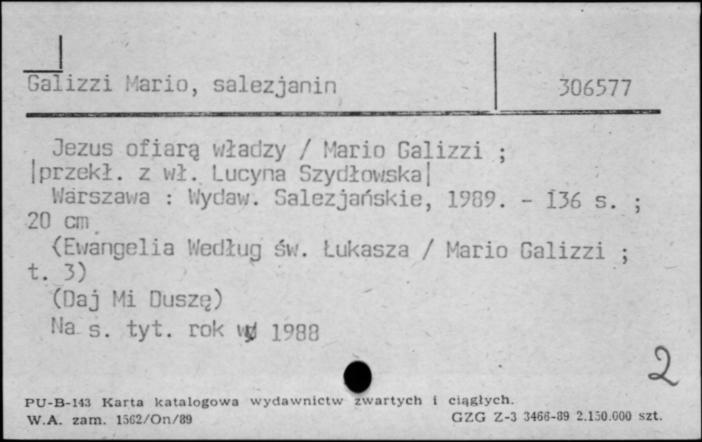 Galizzi Mario, salezjanin 306577
Jezus ofiarą władzy / Mario Galizzi ;
|przekł. z wł. Lucyna Szydłowska|
Warszawa : Wydaw. Salezjańskie, 1989. - 136 s. ;
20 cm
(Ewangelia Według św. Łukasza / Mario Galizzi ;
t. 3)
(Daj Mi Duszę)
Na s. tyt. rok wyd 1988
2
PU-B-143 Karta katalogowa wydawnictw zwartych i ciągłych.
W.A. zam. 1562/On/89 GZG Z-3 3466-89 2.150.000 szt.